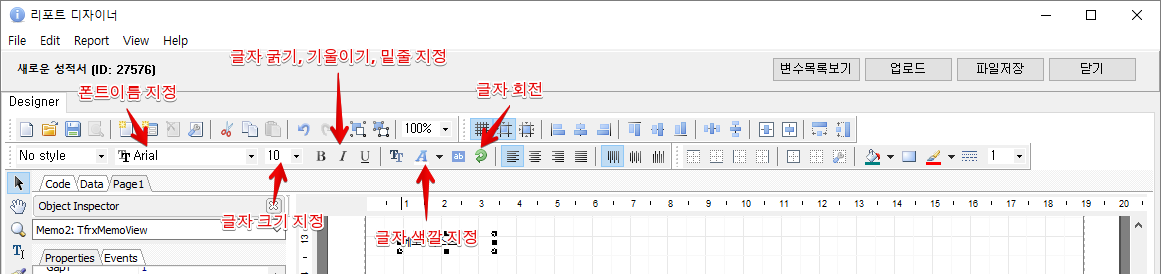 리포트 디자이너
File Edit Report View Help
글자 굵기, 기울이기, 밑줄 지정
새로운 성적서 (ID: 27576)
변수목록보기 업로드 파일저장 닫기
폰트이름 지정
글자 회전
Designer
100%
No style Arial 10 B I U 1
Code Data Page1
Object Inspector
1 2 3 4 5 6 7 8 9 10 11 12 13 14 15 16 17 18 19 20
글자 크기 지정
글자 색깔 지정
Memo2: TfrxMemoView
13
Properties Events
Gap1 1